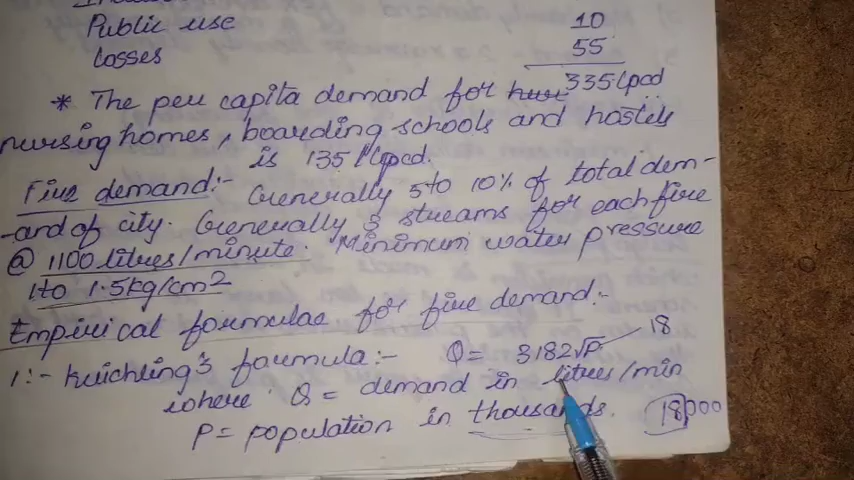 Public use 10
Losses 55
335 lpcd
* The per capita demand for
nursing homes, boarding schools and hostels
is 135 lpcd.
Fire demand:- Generally 5 to 10% of total dem-
-and of city. Generally 3 streams for each fire
@ 1100 litres/minute. Minimum water pressure
1 to 1.5kg/cm2
Empirical formulae for fire demand:-
1:- Kuichling's formula:- Q = 3182√P 18
where Q = demand in litres/min
P = population in thousands. 18,000